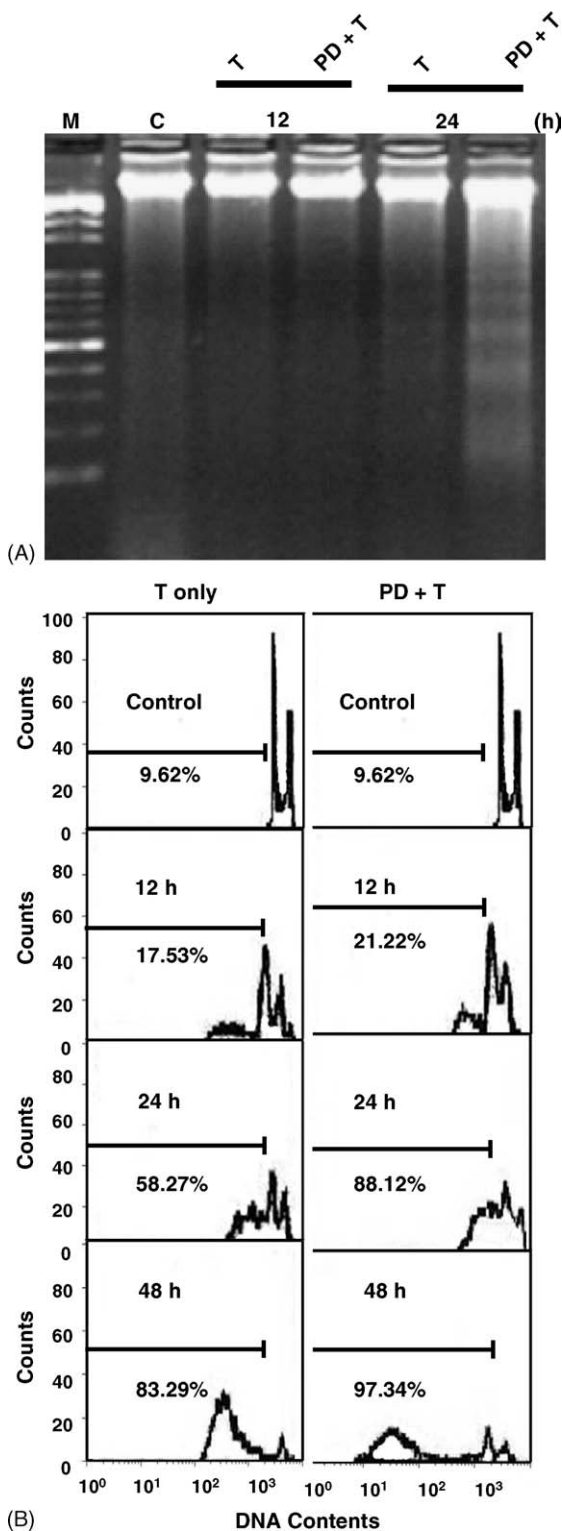 T PD + T T PD + T
M C 12 24 (h)
(A)
T only PD + T
100
80
60
40
20
0
Counts
Control
9.62%
Control
9.62%
80
60
40
20
0
Counts
12 h
17.53%
12 h
21.22%
80
60
40
20
0
Counts
24 h
58.27%
24 h
88.12%
80
60
40
20
0
Counts
48 h
83.29%
48 h
97.34%
10⁰ 10¹ 10² 10³ 10⁰ 10¹ 10² 10³
(B) DNA Contents